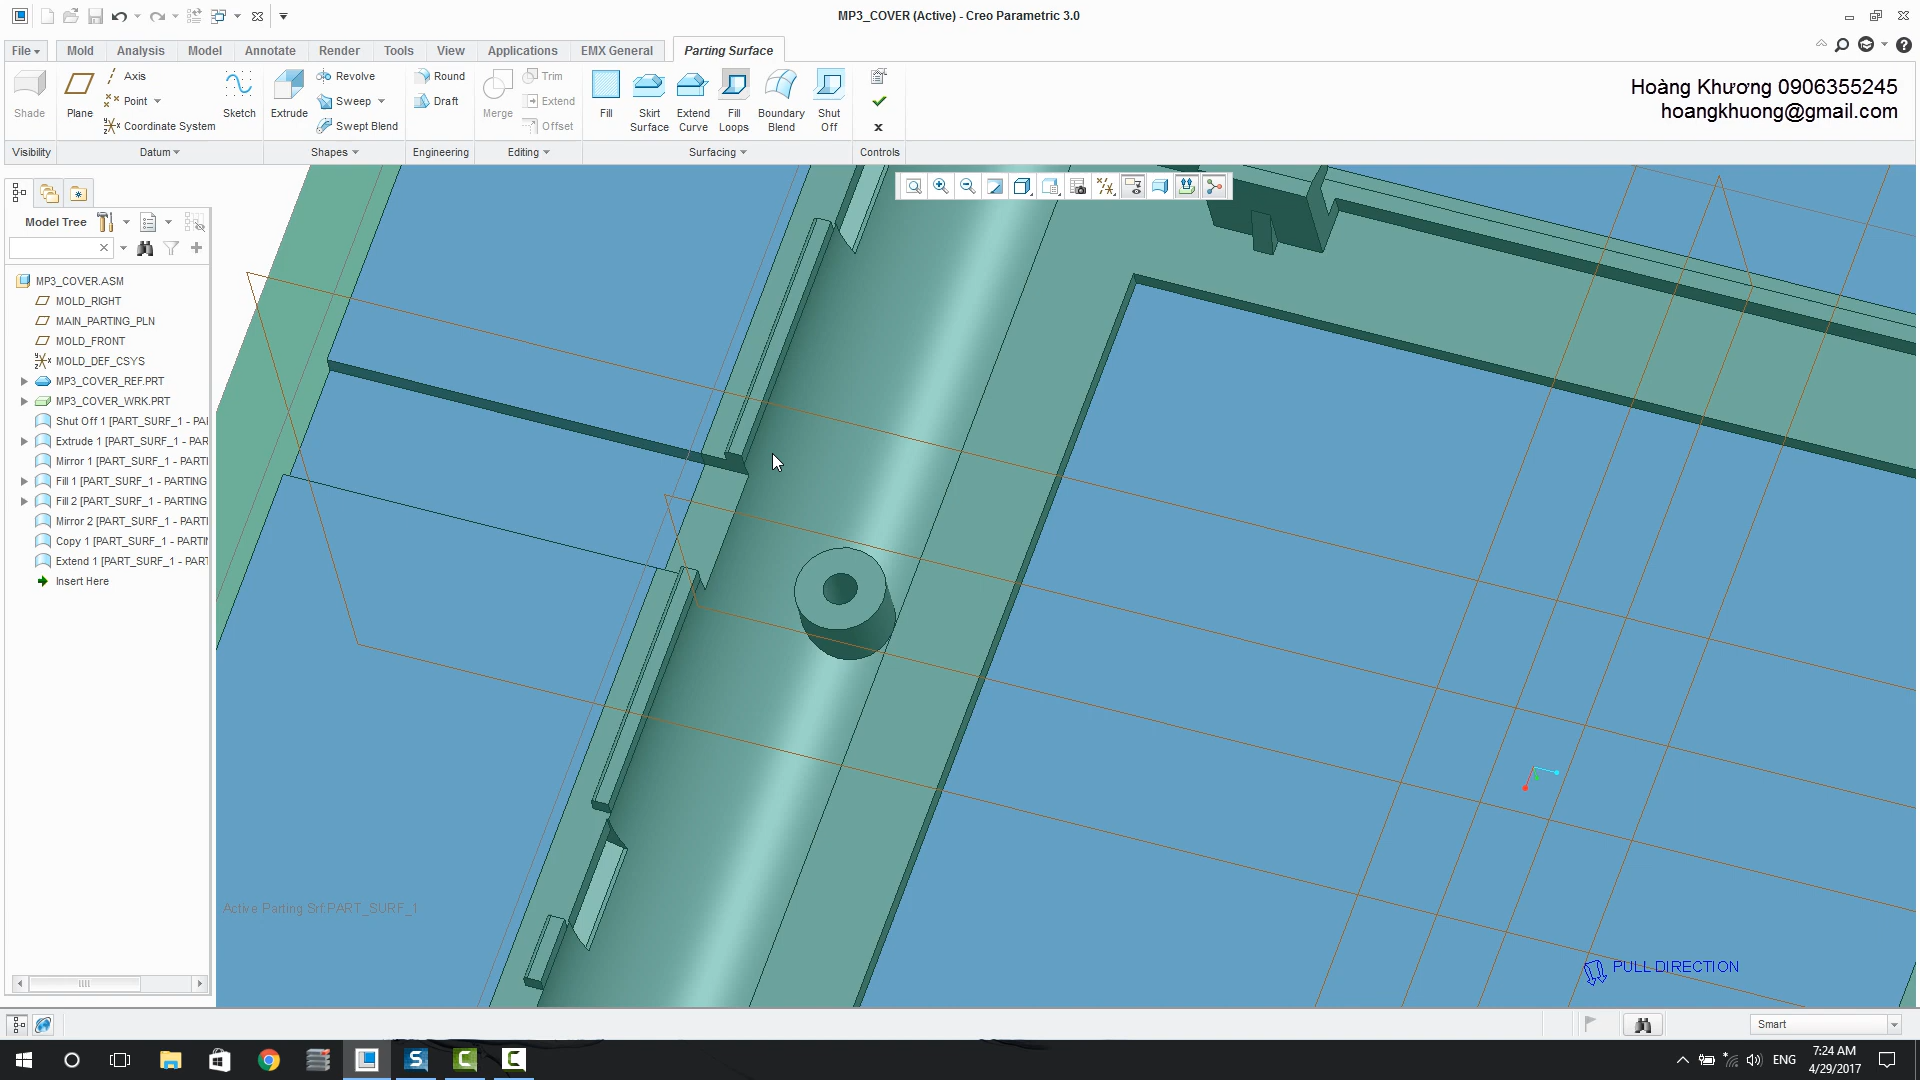 MP3_COVER (Active) - Creo Parametric 3.0
File
Mold
Analysis
Model
Annotate
Render
Tools
View
Applications
EMX General
Parting Surface
Shade
Plane
Axis
Point
Coordinate System
Sketch
Extrude
Revolve
Sweep
Swept Blend
Round
Draft
Merge
Trim
Extend
Offset
Fill
Skirt Surface
Extend Curve
Fill Loops
Boundary Blend
Shut Off
x
Visibility
Datum
Shapes
Engineering
Editing
Surfacing
Controls
Hoàng Khương 0906355245
hoangkhuong@gmail.com
Model Tree
MP3_COVER.ASM
MOLD_RIGHT
MAIN_PARTING_PLN
MOLD_FRONT
MOLD_DEF_CSYS
MP3_COVER_REF.PRT
MP3_COVER_WRK.PRT
Shut Off 1 [PART_SURF_1 - PA
Extrude 1 [PART_SURF_1 - PAR
Mirror 1 [PART_SURF_1 - PARTI
Fill 1 [PART_SURF_1 - PARTING
Fill 2 [PART_SURF_1 - PARTING
Mirror 2 [PART_SURF_1 - PARTI
Copy 1 [PART_SURF_1 - PARTI
Extend 1 [PART_SURF_1 - PART
Insert Here
Active Parting Srf:PART_SURF_1
PULL DIRECTION
Smart
ENG
7:24 AM
4/29/2017